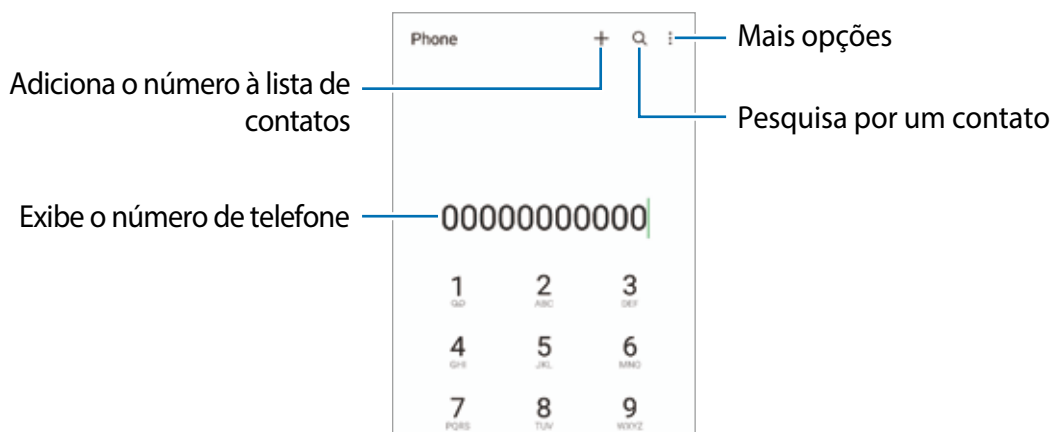 Phone
Mais opções
Adiciona o número à lista de
contatos
Pesquisa por um contato
Exibe o número de telefone
00000000000
1 2 3
ABC DEF
4 5 6
GHI JKL MNO
7 8 9
PQRS TUV WXYZ